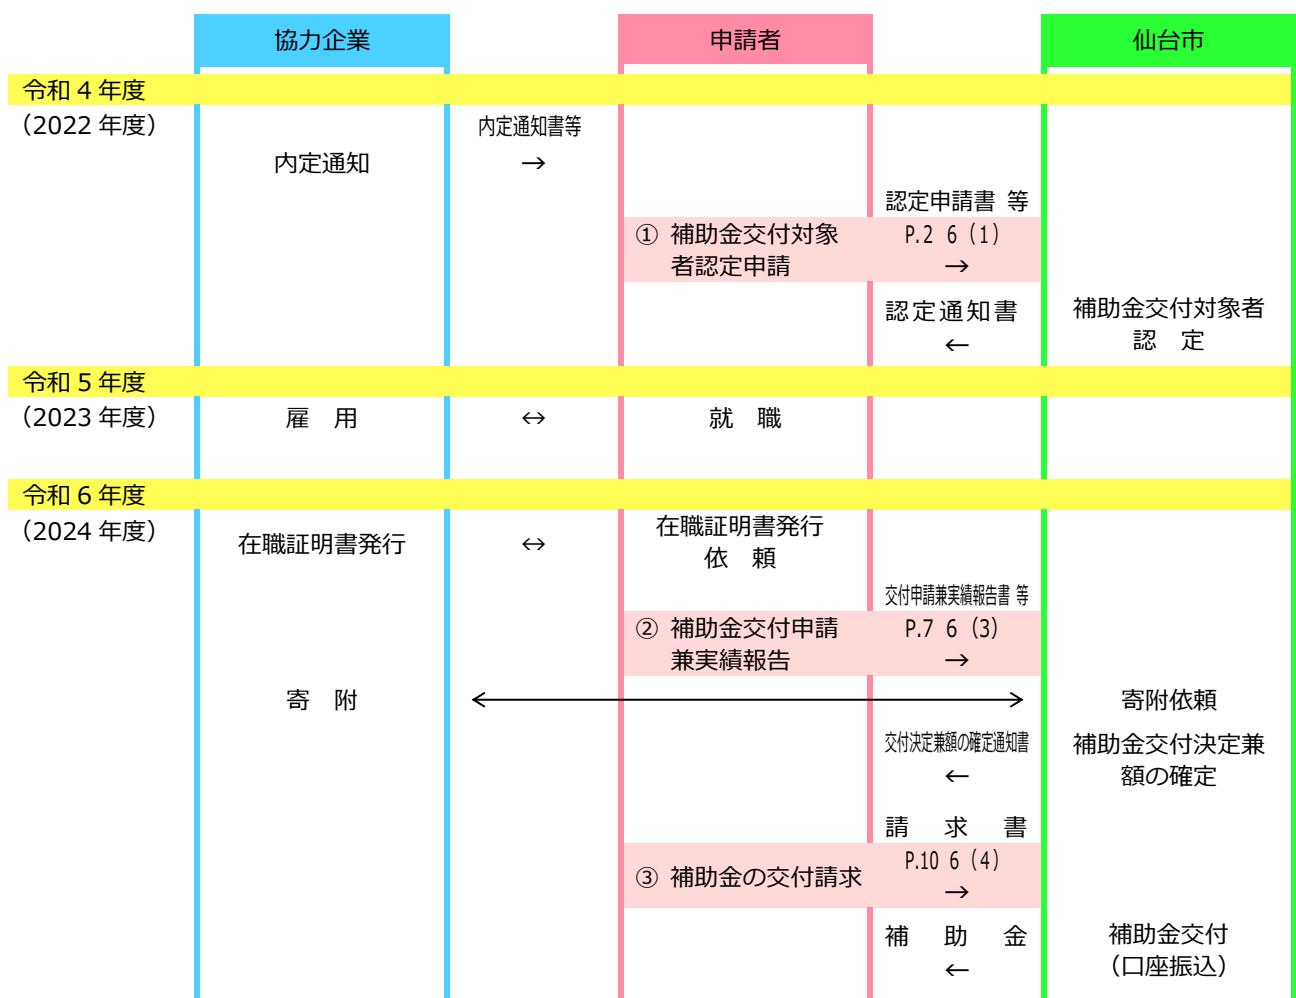 協力企業
申請者
仙台市
令和４年度
（2022 年度）
内定通知書等
内定通知
→
認定申請書 等
① 補助金交付対象
者認定申請
P.2 6（1）
→
認定通知書
←
補助金交付対象者
認　定
令和５年度
（2023 年度）
雇　用
↔
就　職
令和６年度
（2024 年度）
在職証明書発行
↔
在職証明書発行
依　頼
交付申請兼実績報告書 等
② 補助金交付申請
兼実績報告
P.7 6（3）
→
寄　附
寄附依頼
交付決定兼額の確定通知書
←
補助金交付決定兼
額の確定
請　求　書
③ 補助金の交付請求
P.10 6（4）
→
補　助　金
←
補助金交付
（口座振込）